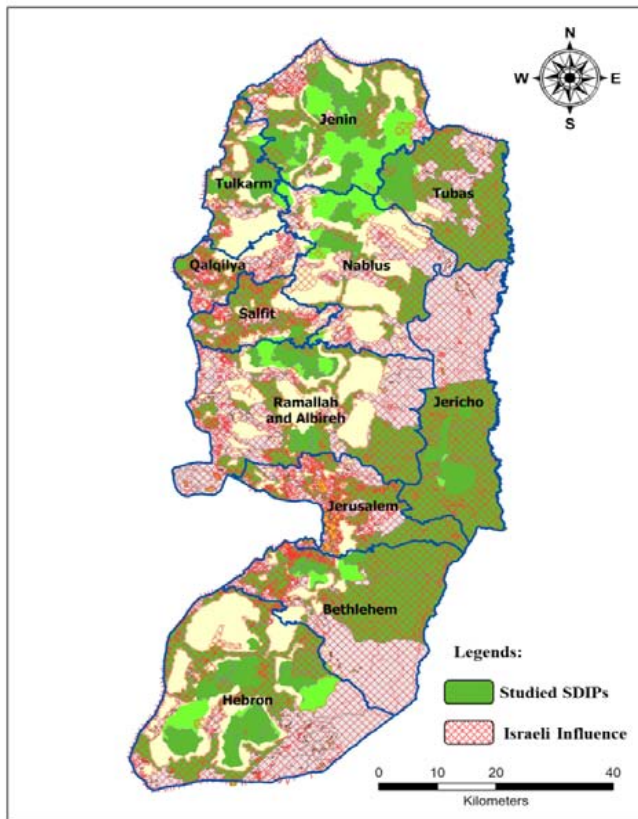 N
W E
S
Jenin
Tulkarm
Tubas
Qalqilya
Nablus
Salfit
Ramallah
and Albireh
Jericho
Jerusalem
Bethlehem
Hebron
Legends:
Studied SDIPs
Israeli Influence
0 10 20 40
Kilometers